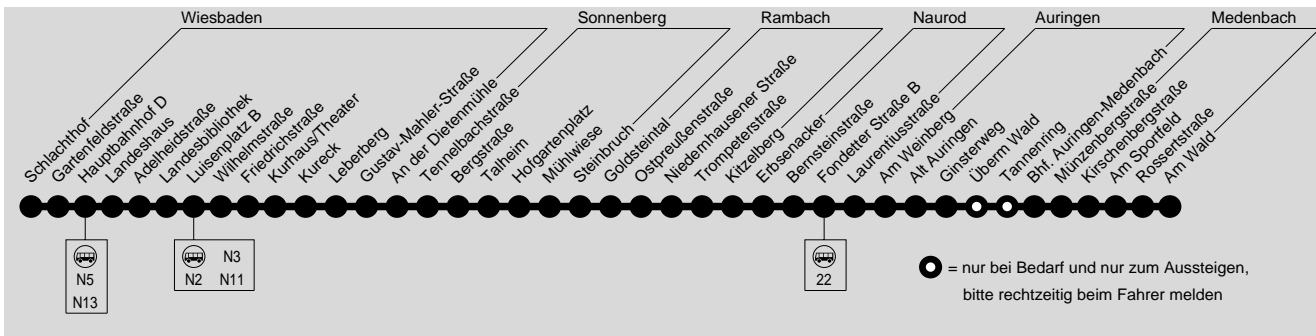 Wiesbaden
Sonnenberg
Rambach
Naurod
Auringen
Medenbach
Schlachthof
Gartenfeldstraße
Hauptbahnhof D
Landeshaus
Adelheidstraße
Landesbibliothek
Luisenplatz B
Wilhelmstraße
Friedrichstraße
Kurhaus/Theater
Kureck
Leberberg
Gustav-Mahler-Straße
An der Dietenmühle
Tennelbachstraße
Bergstraße
Talheim
Hofgartenplatz
Mühlwiese
Steinbruch
Goldsteintal
Ostpreußenstraße
Niedernhausener Straße
Trompeterstraße
Kitzelberg
Erbsenacker
Bernsteinstraße
Fondetter Straße B
Laurentiusstraße
Am Weinberg
Alt Auringen
Ginsterweg
Überm Wald
Tannenring
Bhf. Auringen-Medenbach
Münzenbergstraße
Kirschenbergstraße
Am Sportfeld
Rossertstraße
Am Wald
N5
N13
N3
N2 N11
22
= nur bei Bedarf und nur zum Aussteigen,
bitte rechtzeitig beim Fahrer melden